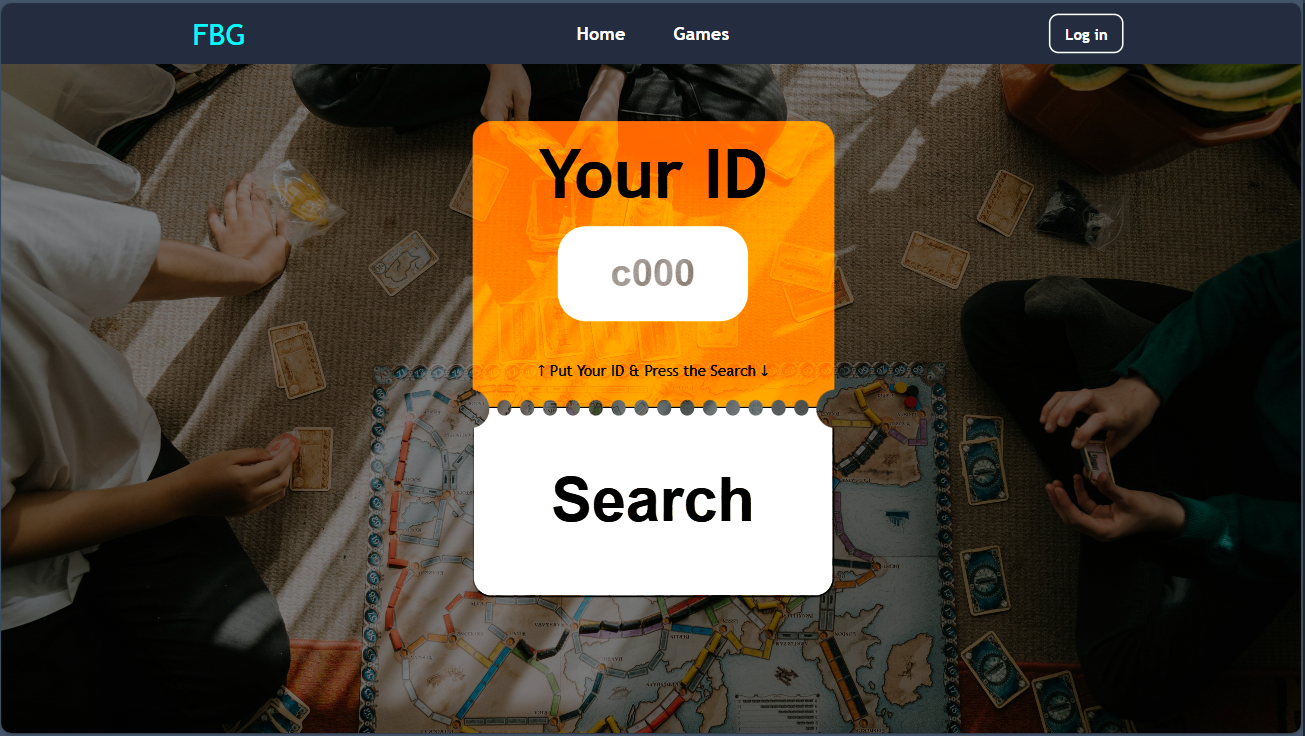 FBG
Home
Games
Log in
Your ID
c000
↑ Put Your ID & Press the Search ↓
Search